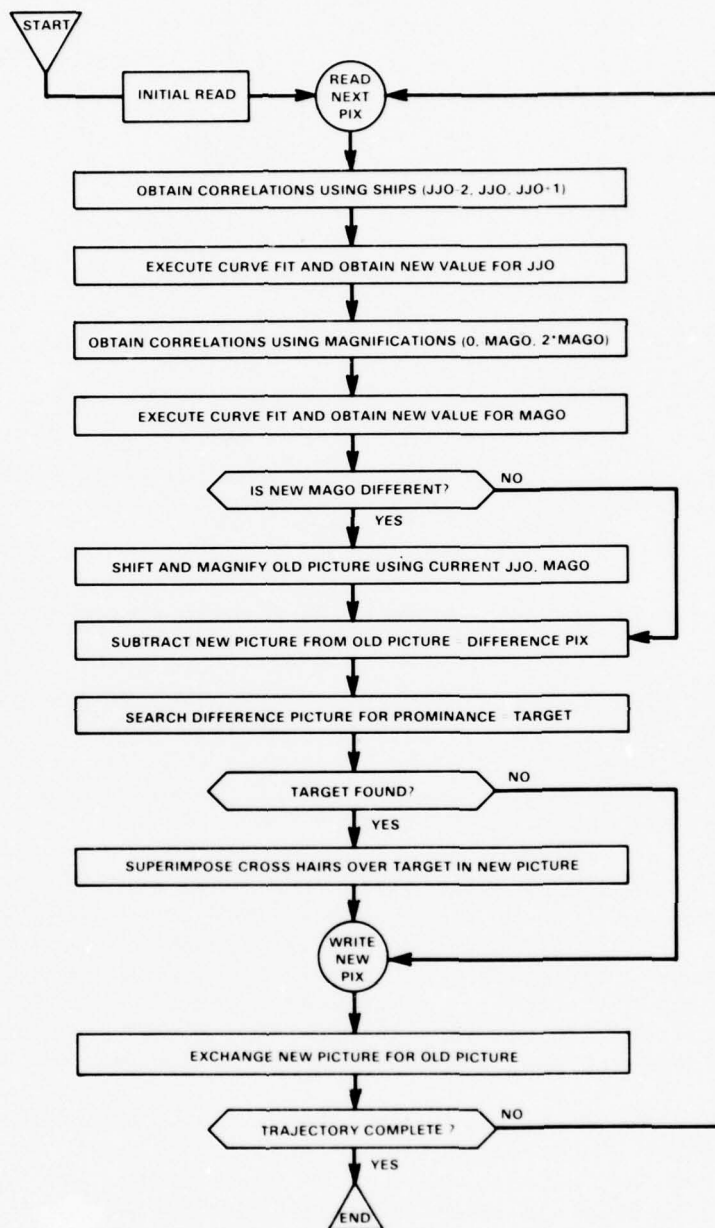 START
INITIAL READ
READ
NEXT
PIX
OBTAIN CORRELATIONS USING SHIPS (JJO-2, JJO, JJO+1)
EXECUTE CURVE FIT AND OBTAIN NEW VALUE FOR JJO
OBTAIN CORRELATIONS USING MAGNIFICATIONS (0, MAGO, 2*MAGO)
EXECUTE CURVE FIT AND OBTAIN NEW VALUE FOR MAGO
IS NEW MAGO DIFFERENT?
NO
YES
SHIFT AND MAGNIFY OLD PICTURE USING CURRENT JJO, MAGO
SUBTRACT NEW PICTURE FROM OLD PICTURE = DIFFERENCE PIX
SEARCH DIFFERENCE PICTURE FOR PROMINANCE = TARGET
TARGET FOUND?
NO
YES
SUPERIMPOSE CROSS HAIRS OVER TARGET IN NEW PICTURE
WRITE
NEW
PIX
EXCHANGE NEW PICTURE FOR OLD PICTURE
TRAJECTORY COMPLETE ?
NO
YES
END